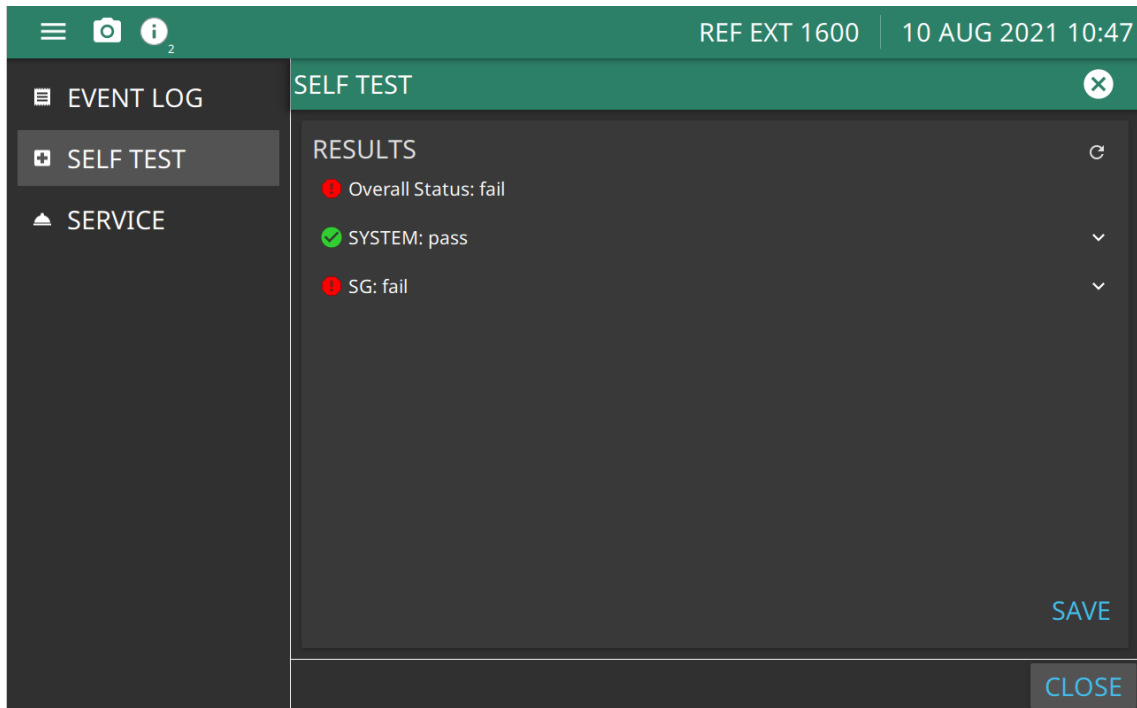 2
REF EXT 1600
10 AUG 2021 10:47
EVENT LOG
SELF TEST
SERVICE
SELF TEST
RESULTS
Overall Status: fail
SYSTEM: pass
SG: fail
SAVE
CLOSE